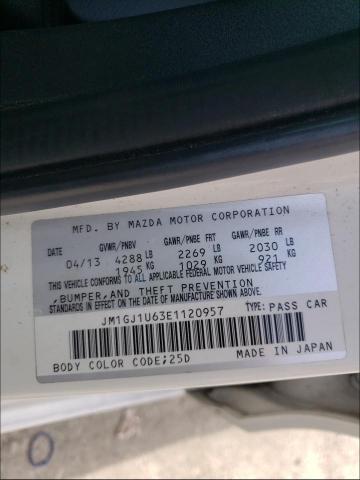 MFD. BY MAZDA MOTOR CORPORATION
DATE GVWR/PNBV GAWR/PNBE FRT GAWR/PNBE RR
04/13 4288 LB 2269 LB 2030 LB
1945 KG 1029 KG 921 KG
THIS VEHICLE CONFORMS TO ALL APPLICABLE FEDERAL MOTOR VEHICLE SAFETY
,BUMPER,AND THEFT PREVENTION
STANDARDS IN EFFECT ON THE DATE OF MANUFACTURE SHOWN ABOVE.
JM1GJ1U63E1120957 TYPE: PASS CAR
BODY COLOR CODE;25D MADE IN JAPAN